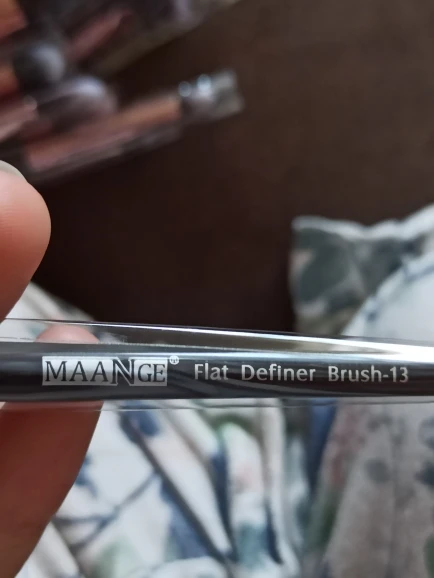 MAANGE® Flat Definer Brush-13